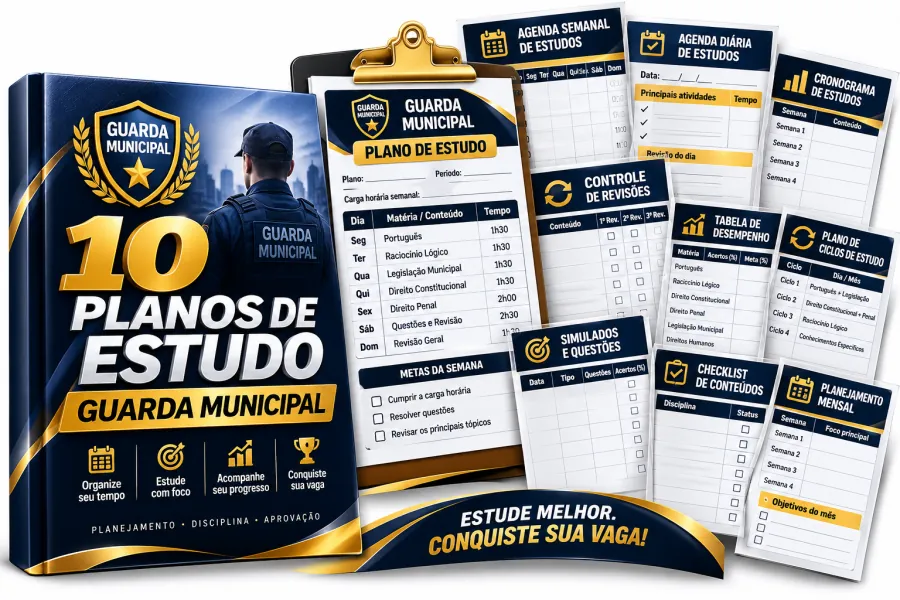 GUARDA
MUNICIPAL
10
PLANOS DE
ESTUDO
GUARDA MUNICIPAL
GUARDA
MUNICIPAL
Organize
seu tempo
Estude
com foco
Acompanhe
seu progresso
Conquiste
sua vaga
PLANEJAMENTO • DISCIPLINA • APROVAÇÃO
GUARDA
MUNICIPAL
GUARDA
MUNICIPAL
PLANO DE ESTUDO
Plano: Periodo:
Carga horária semanal:
Dia Matéria / Conteúdo Tempo
Seg Português 1h30
Ter Raciocínio Lógico 1h30
Qua Legislação Municipal 1h30
Qui Direito Constitucional 1h30
Sex Direito Penal 2h00
Sáb Questões e Revisão 2h30
Dom Revisão Geral
METAS DA SEMANA
Cumprir a carga horária
Resolver questões
Revisar os principais tópicos
AGENDA SEMANAL
DE ESTUDOS
Seg Ter Qua Sáb Dom
AGENDA DIÁRIA
DE ESTUDOS
Data: __/__/__
Principais atividades Tempo
Revisão do dia
CRONOGRAMA
DE ESTUDOS
Semana Conteúdo
Semana 1
Semana 2
Semana 3
Semana 4
CONTROLE
DE REVISÕES
Conteúdo 1ª Rev. 2ª Rev. 3ª Rev.
TABELA DE
DESEMPENHO
Matéria Acertos (%) Meta (%)
Português
Raciocínio Lógico
Direito Constitucional
Direito Penal
Legislação Municipal
Direitos Humanos
PLANO DE
CICLOS DE ESTUDO
Ciclo Dia / Mês
Ciclo 1 Português + Legislação
Ciclo 2 Direito Constitucional + Penal
Ciclo 3 Raciocínio Lógico
Ciclo 4 Conhecimentos Específicos
SIMULADOS
E QUESTÕES
Data Tipo Questões Acertos (%)
CHECKLIST
DE CONTEÚDOS
Disciplina Status
PLANEJAMENTO
MENSAL
Semana Foco principal
Semana 1
Semana 2
Semana 3
Semana 4
Objetivos do mês
ESTUDE MELHOR.
CONQUISTE SUA VAGA!